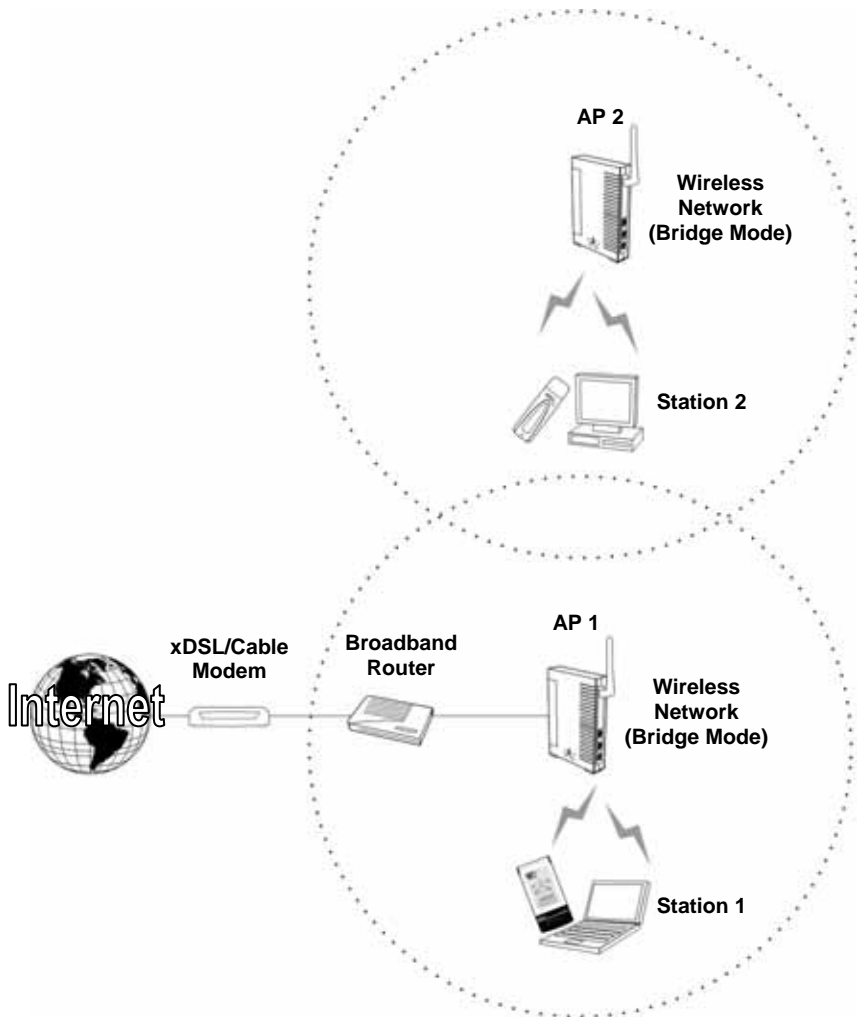 AP 2
Wireless
Network
(Bridge Mode)
Station 2
AP 1
xDSL/Cable
Modem
Broadband
Router
Wireless
Network
(Bridge Mode)
Internet
Station 1